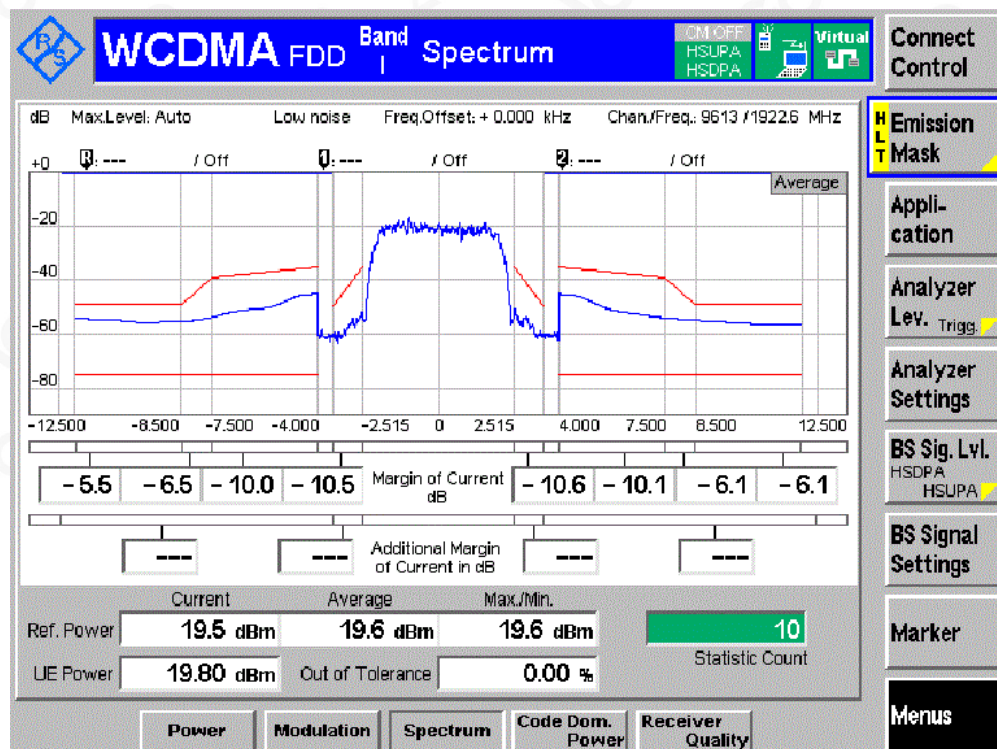 R/S
WCDMA FDD Band I Spectrum
CM OFF
HSUPA
HSDPA
Virtual
Connect Control
dB Max.Level: Auto Low noise Freq.Offset: + 0.000 kHz Chan./Freq.: 9613 / 1922.6 MHz
R: --- / Off 1: --- / Off 2: --- / Off
HLT
Emission Mask
+0
Average
-20
-40
-60
-80
-12.500 -8.500 -7.500 -4.000 -2.515 0 2.515 4.000 7.500 8.500 12.500
Appli-
cation
Analyzer
Lev. Trigg.
Analyzer
Settings
- 5.5 - 6.5 - 10.0 - 10.5 Margin of Current dB - 10.6 - 10.1 - 6.1 - 6.1
BS Sig. Lvl.
HSDPA
HSUPA
--- --- Additional Margin of Current in dB --- ---
BS Signal
Settings
Current Average Max./Min.
Ref. Power 19.5 dBm 19.6 dBm 19.6 dBm 10
Statistic Count
UE Power 19.80 dBm Out of Tolerance 0.00 %
Marker
Power Modulation Spectrum Code Dom. Power Receiver Quality
Menus